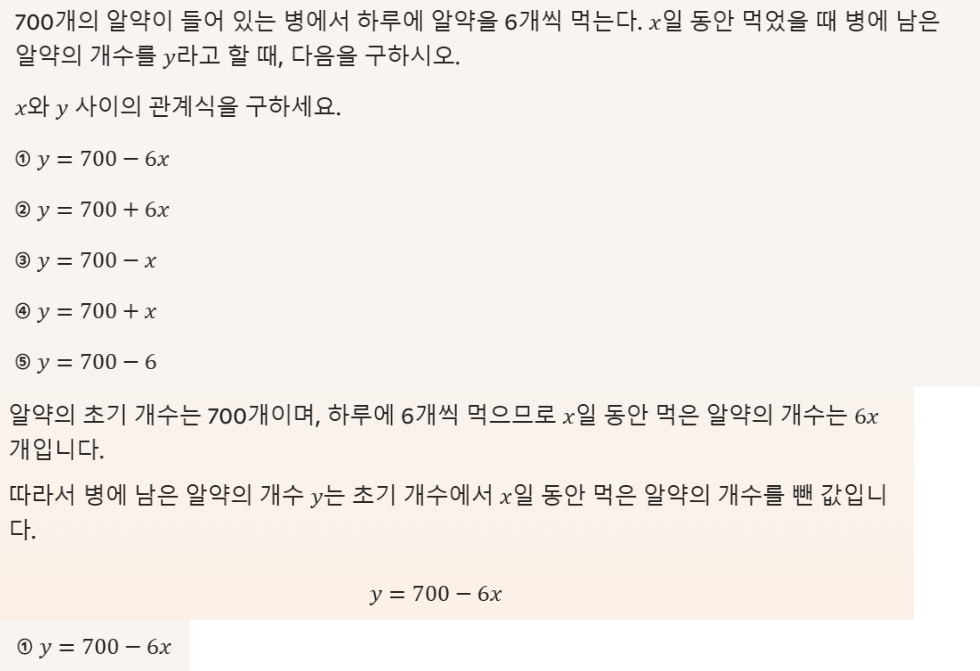 700개의 알약이 들어 있는 병에서 하루에 알약을 6개씩 먹는다. x일 동안 먹었을 때 병에 남은
알약의 개수를 y라고 할 때, 다음을 구하시오.
x와 y 사이의 관계식을 구하세요.
① y = 700 − 6x
② y = 700 + 6x
③ y = 700 − x
④ y = 700 + x
⑤ y = 700 − 6
알약의 초기 개수는 700개이며, 하루에 6개씩 먹으므로 x일 동안 먹은 알약의 개수는 6x
개입니다.
따라서 병에 남은 알약의 개수 y는 초기 개수에서 x일 동안 먹은 알약의 개수를 뺀 값입니
다.
y = 700 − 6x
① y = 700 − 6x